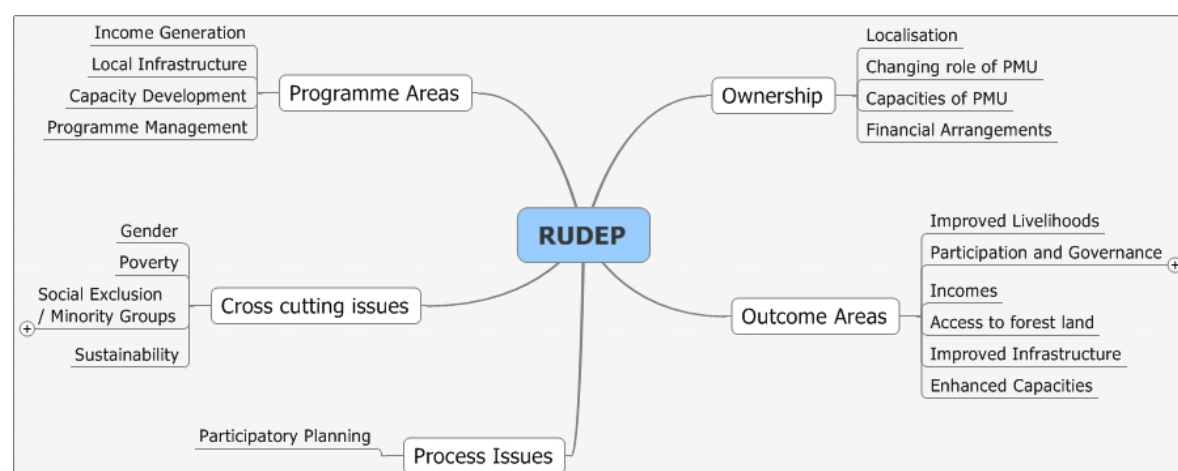 Income Generation
Local Infrastructure
Capacity Development
Programme Management
Programme Areas
Localisation
Changing role of PMU
Capacities of PMU
Financial Arrangements
Ownership
RUDEP
Gender
Poverty
Social Exclusion
/ Minority Groups
Sustainability
Cross cutting issues
Improved Livelihoods
Participation and Governance
Incomes
Access to forest land
Improved Infrastructure
Enhanced Capacities
Outcome Areas
Participatory Planning
Process Issues